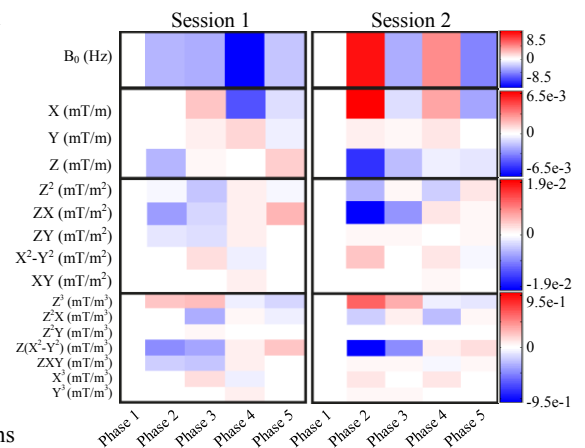 Session 1 Session 2
B₀ (Hz)
8.5
0
-8.5
X (mT/m)
Y (mT/m)
Z (mT/m)
6.5e-3
0
-6.5e-3
Z² (mT/m²)
ZX (mT/m²)
ZY (mT/m²)
X²-Y² (mT/m²)
XY (mT/m²)
1.9e-2
0
-1.9e-2
Z³ (mT/m³)
Z²X (mT/m³)
Z²Y (mT/m³)
Z(X²-Y²) (mT/m³)
ZXY (mT/m³)
X³ (mT/m³)
Y³ (mT/m³)
9.5e-1
0
-9.5e-1
Phase 1 Phase 2 Phase 3 Phase 4 Phase 5 Phase 1 Phase 2 Phase 3 Phase 4 Phase 5
ns